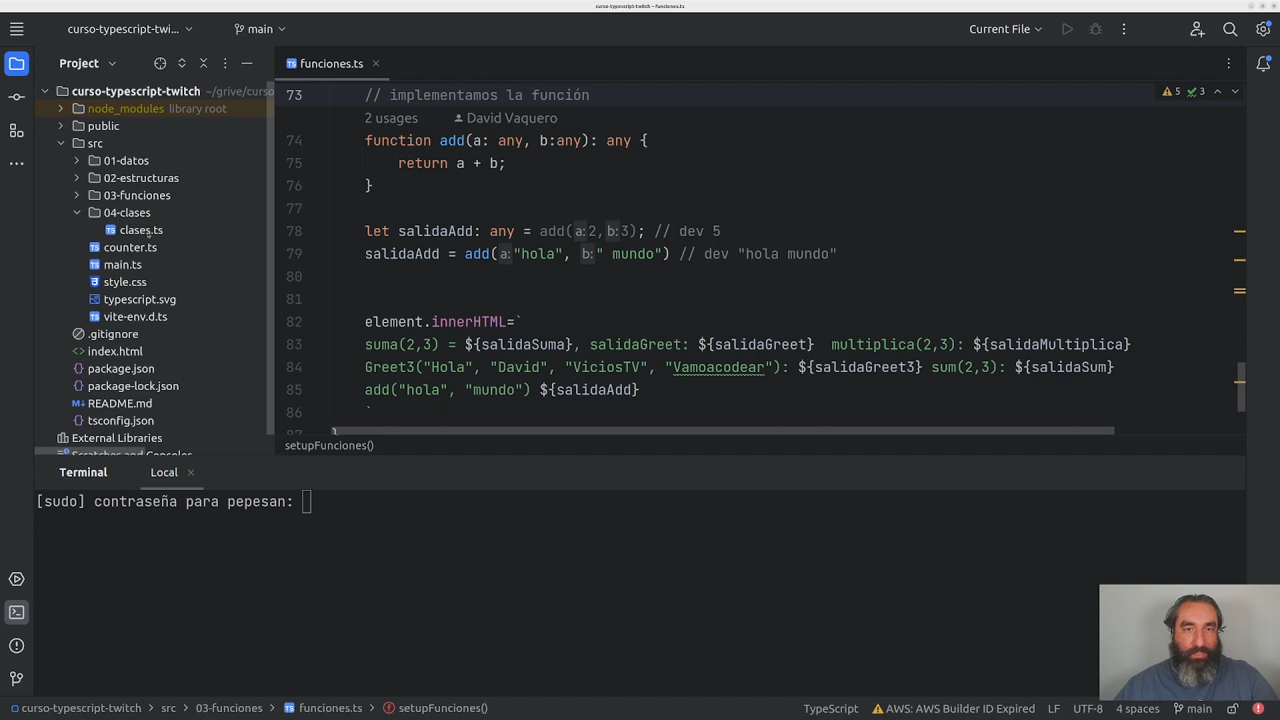 curso-typescript-twitch – funciones.ts
curso-typescript-twi...
main
Current File
Project
funciones.ts
curso-typescript-twitch ~/grive/curso
node_modules library root
public
src
01-datos
02-estructuras
03-funciones
04-clases
clases.ts
counter.ts
main.ts
style.css
typescript.svg
vite-env.d.ts
.gitignore
index.html
package.json
package-lock.json
README.md
tsconfig.json
External Libraries
Scratches and Consoles
5 3
73 // implementamos la función
2 usages David Vaquero
74 function add(a: any, b:any): any {
75 return a + b;
76 }
77
78 let salidaAdd: any = add(a:2,b:3); // dev 5
79 salidaAdd = add(a:"hola", b:" mundo") // dev "hola mundo"
80
81
82 element.innerHTML=`
83 suma(2,3) = ${salidaSuma}, salidaGreet: ${salidaGreet} multiplica(2,3): ${salidaMultiplica}
84 Greet3("Hola", "David", "ViciosTV", "Vamoacodear"): ${salidaGreet3} sum(2,3): ${salidaSum}
85 add("hola", "mundo") ${salidaAdd}
86 `
87 }
setupFunciones()
Terminal Local
[sudo] contraseña para pepesan:
curso-typescript-twitch > src > 03-funciones > funciones.ts > setupFunciones()
TypeScript AWS: AWS Builder ID Expired LF UTF-8 4 spaces main